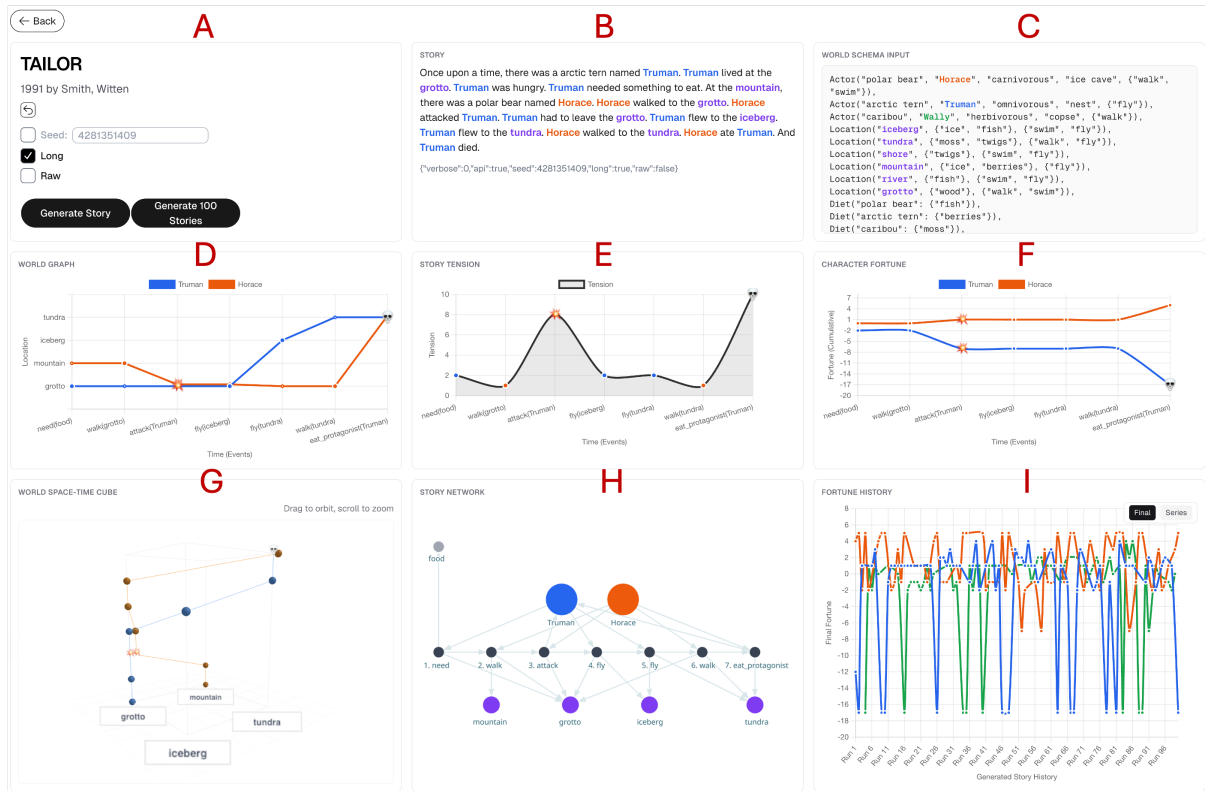 ← Back
A
B
C
TAILOR
1991 by Smith, Witten
Seed: 4281351409
Long
Raw
Generate Story
Generate 100
Stories
STORY
Once upon a time, there was a arctic tern named Truman. Truman lived at the
grotto. Truman was hungry. Truman needed something to eat. At the mountain,
there was a polar bear named Horace. Horace walked to the grotto. Horace
attacked Truman. Truman had to leave the grotto. Truman flew to the iceberg.
Truman flew to the tundra. Horace walked to the tundra. Horace ate Truman. And
Truman died.
{"verbose":0,"api":true,"seed":4281351409,"long":true,"raw":false}
WORLD SCHEMA INPUT
Actor("polar bear", "Horace", "carnivorous", "ice cave", {"walk",
"swim"}),
Actor("arctic tern", "Truman", "omnivorous", "nest", {"fly"}),
Actor("caribou", "Wally", "herbivorous", "copse", {"walk"}),
Location("iceberg", {"ice", "fish"}, {"swim", "fly"}),
Location("tundra", {"moss", "twigs"}, {"walk", "fly"}),
Location("shore", {"twigs"}, {"swim", "fly"}),
Location("mountain", {"ice", "berries"}, {"fly"}),
Location("river", {"fish"}, {"swim", "fly"}),
Location("grotto", {"wood"}, {"walk", "swim"}),
Diet("polar bear": {"fish"}),
Diet("arctic tern": {"berries"}),
Diet("caribou": {"moss"}),
D
E
F
WORLD GRAPH
Truman Horace
Location
tundra
iceberg
mountain
grotto
need(food) walk(grotto) attack(Truman) fly(iceberg) fly(tundra) walk(tundra) eat_protagonist(Truman)
Time (Events)
STORY TENSION
Tension
Tension
10
8
6
4
2
0
need(food) walk(grotto) attack(Truman) fly(iceberg) fly(tundra) walk(tundra) eat_protagonist(Truman)
Time (Events)
CHARACTER FORTUNE
Truman Horace
Fortune (Cumulative)
7
4
1
-2
-5
-8
-11
-14
-17
-20
need(food) walk(grotto) attack(Truman) fly(iceberg) fly(tundra) walk(tundra) eat_protagonist(Truman)
Time (Events)
G
H
I
WORLD SPACE-TIME CUBE
Drag to orbit, scroll to zoom
mountain
grotto
tundra
iceberg
STORY NETWORK
food
Truman Horace
1. need 2. walk 3. attack 4. fly 5. fly 6. walk 7. eat_protagonist
mountain grotto iceberg tundra
FORTUNE HISTORY
Final Series
Final Fortune
8
6
4
2
0
-2
-4
-6
-8
-10
-12
-14
-16
-18
-20
Run 1 Run 6 Run 11 Run 16 Run 21 Run 26 Run 31 Run 36 Run 41 Run 46 Run 51 Run 56 Run 61 Run 66 Run 71 Run 76 Run 81 Run 86 Run 91 Run 96
Generated Story History